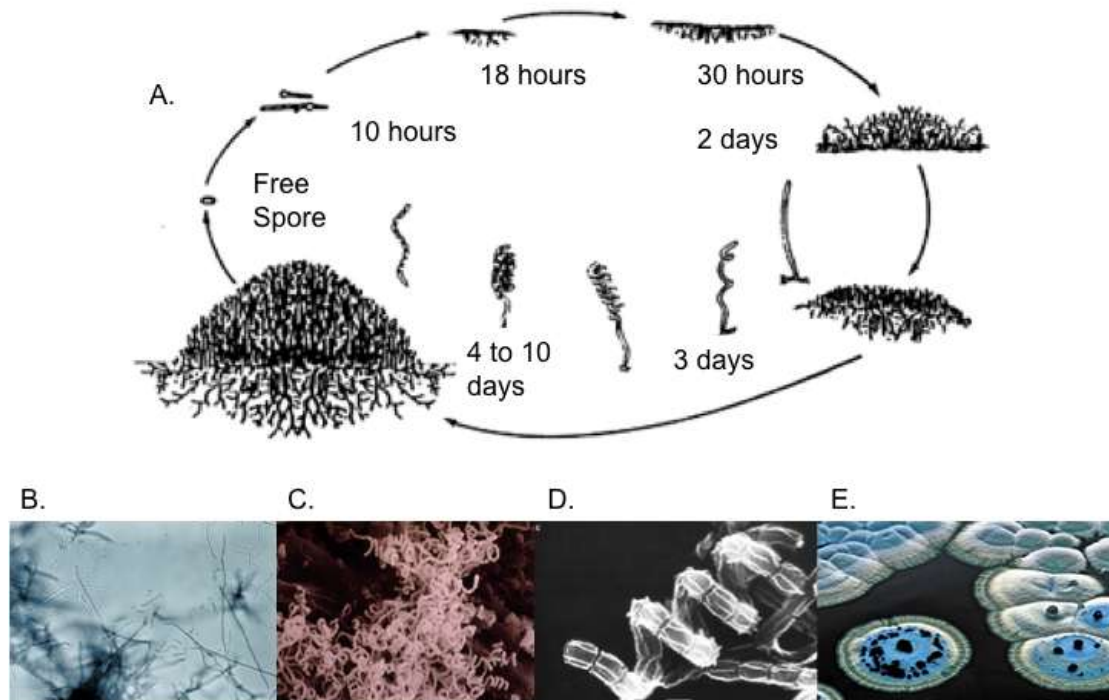 A.
18 hours
30 hours
10 hours
2 days
Free
Spore
4 to 10
days
3 days
B.
C.
D.
E.